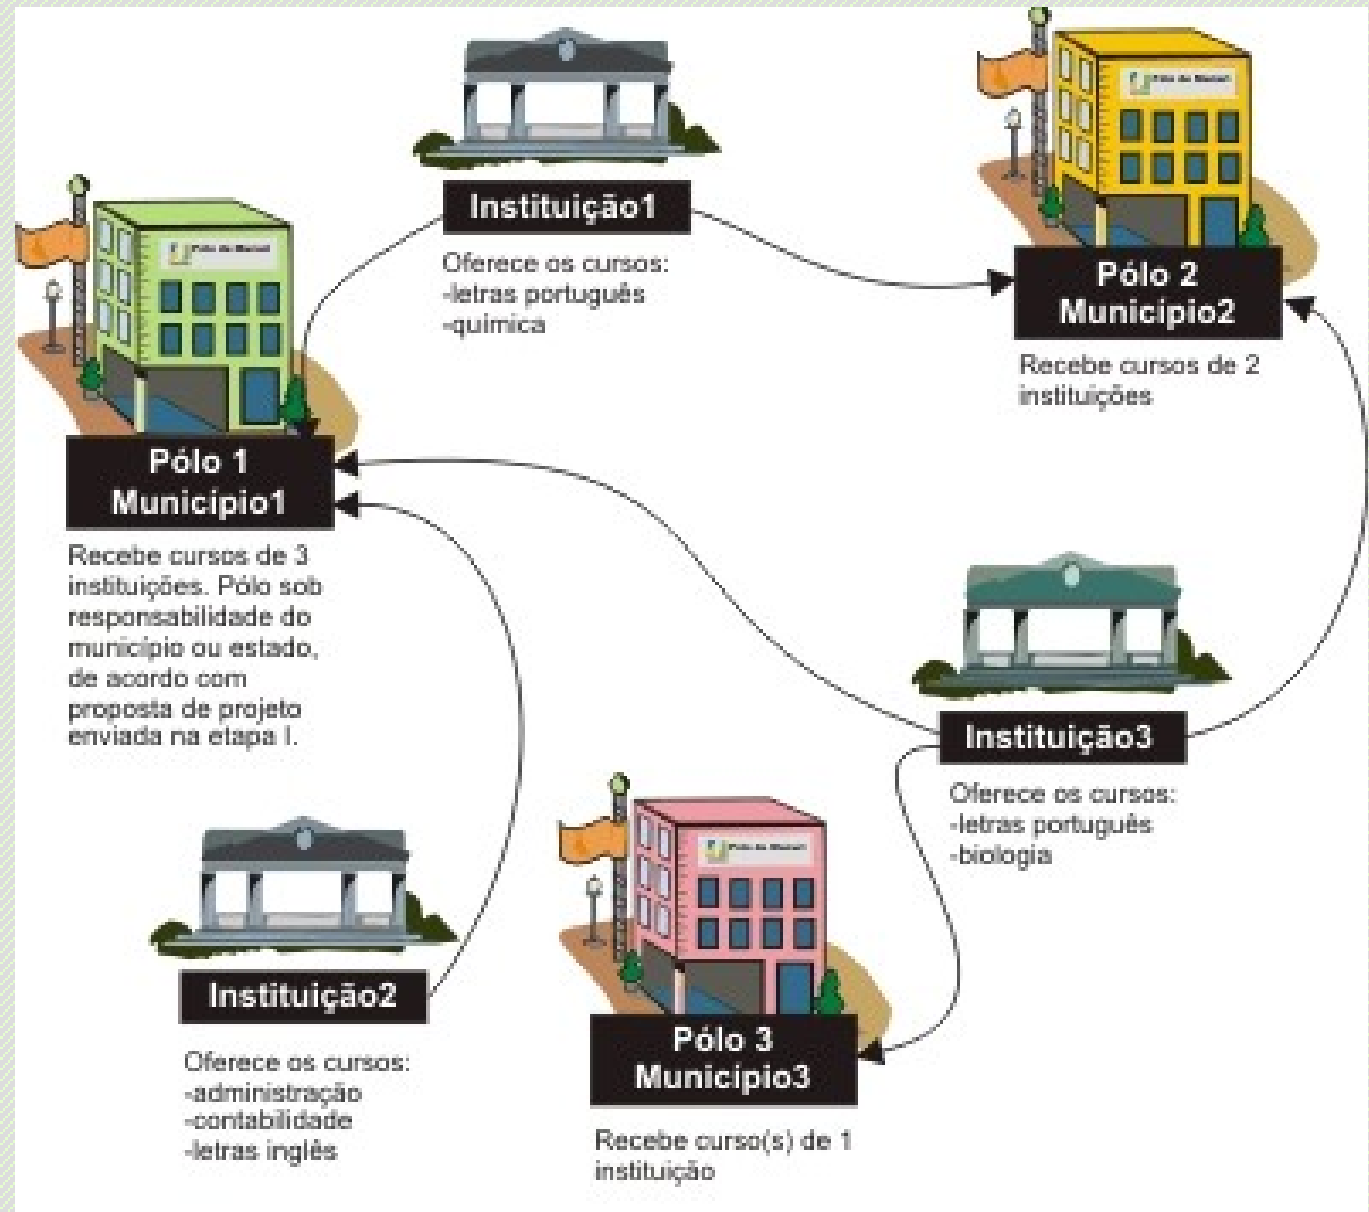 Instituição1
Oferece os cursos:
-letras português
-química
Pólo 2
Município2
Recebe cursos de 2
instituições
Pólo 1
Município1
Recebe cursos de 3
instituições. Pólo sob
responsabilidade do
município ou estado,
de acordo com
proposta de projeto
enviada na etapa I.
Instituição3
Oferece os cursos:
-letras português
-biologia
Instituição2
Oferece os cursos:
-administração
-contabilidade
-letras inglês
Pólo 3
Município3
Recebe curso(s) de 1
instituição